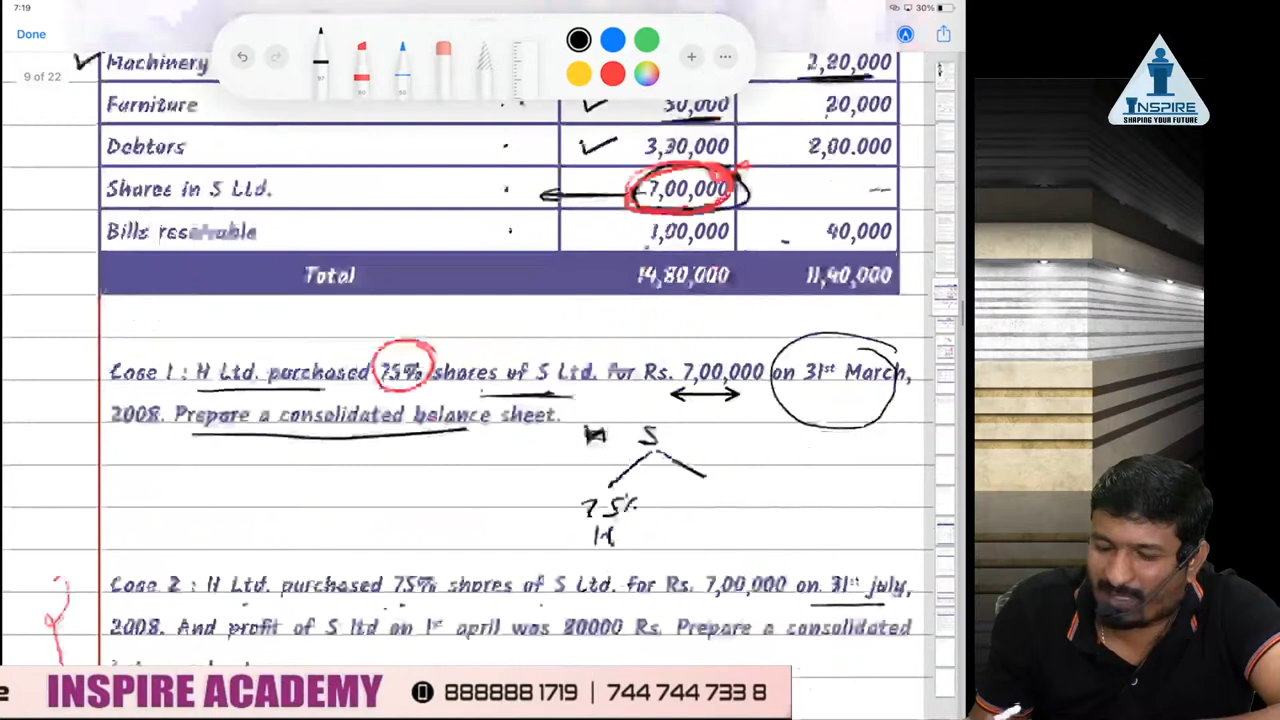 7:19
30%
Done
9 of 22
Machinery 2,80,000
Furniture 30,000 20,000
Debtors 3,30,000 2,00.000
Shares in S Ltd. 7,00,000 —
Bills 1,00,000 40,000
Total 14,80,000 11,40,000
Case 1 : H Ltd. purchased 75% shares of S Ltd. for Rs. 7,00,000 on 31st March,
2008. Prepare a consolidated balance sheet.
S
75%
H
Case 2 : H Ltd. purchased 75% shares of S Ltd. for Rs. 7,00,000 on 31st july,
2008. And profit of S ltd on 1st april was 80000 Rs. Prepare a consolidated
INSPIRE ACADEMY 888888 1719 | 744 744 733 8
INSPIRE
SHAPING YOUR FUTURE